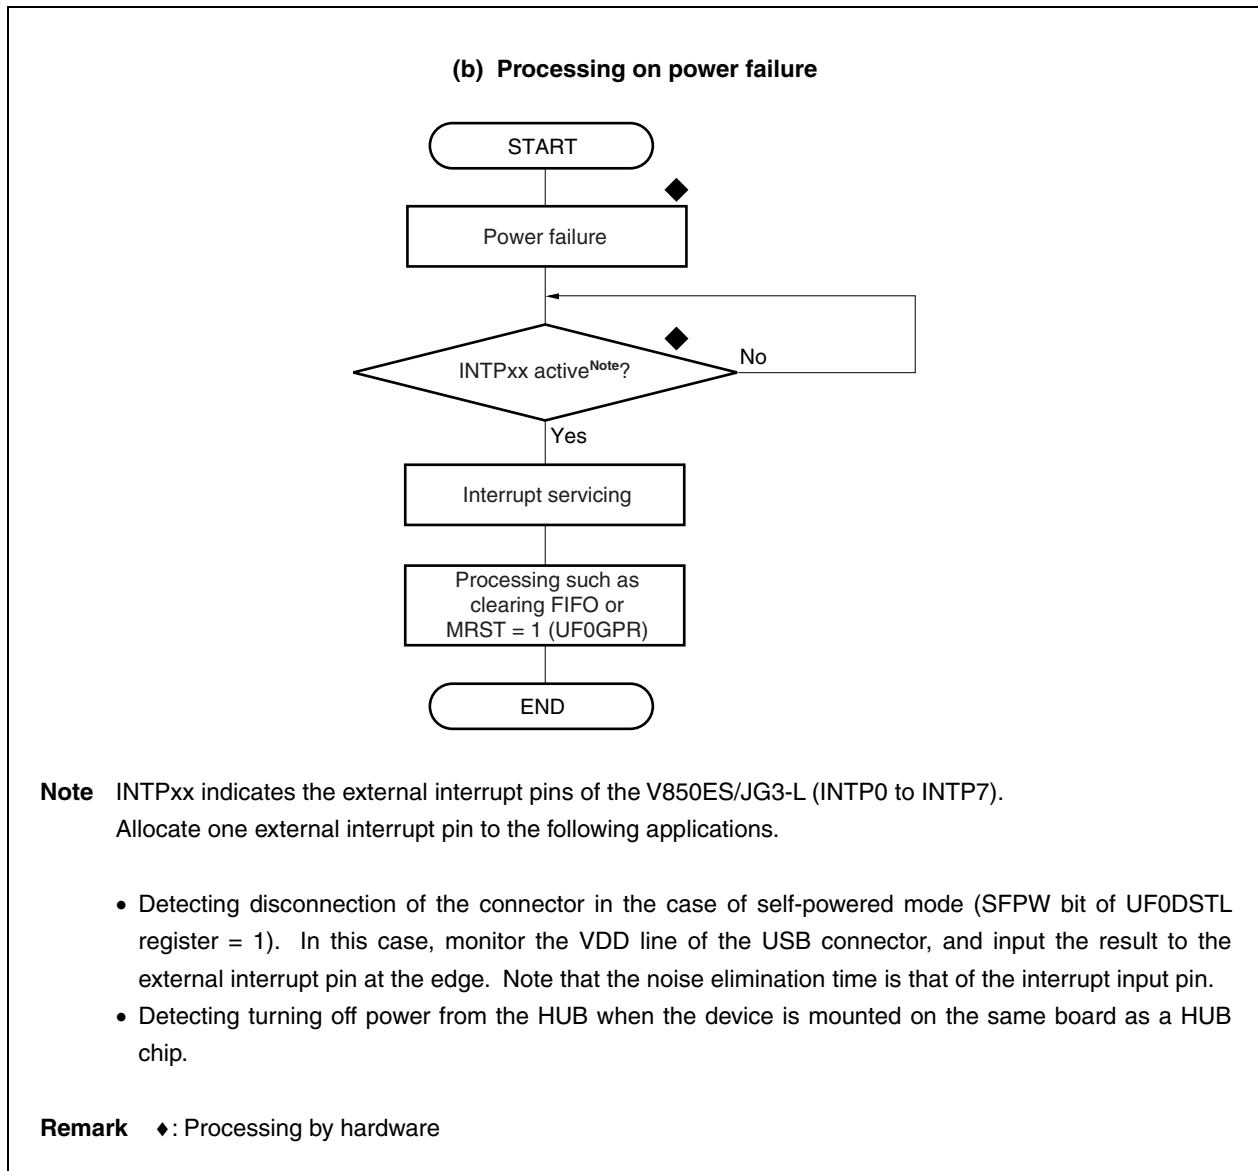 (b) Processing on power failure
START
Power failure
INTPxx active^Note?
No
Yes
Interrupt servicing
Processing such as
clearing FIFO or
MRST = 1 (UF0GPR)
END
Note INTPxx indicates the external interrupt pins of the V850ES/JG3-L (INTP0 to INTP7).
Allocate one external interrupt pin to the following applications.
• Detecting disconnection of the connector in the case of self-powered mode (SFPW bit of UF0DSTL
register = 1). In this case, monitor the VDD line of the USB connector, and input the result to the
external interrupt pin at the edge. Note that the noise elimination time is that of the interrupt input pin.
• Detecting turning off power from the HUB when the device is mounted on the same board as a HUB
chip.
Remark ♦: Processing by hardware